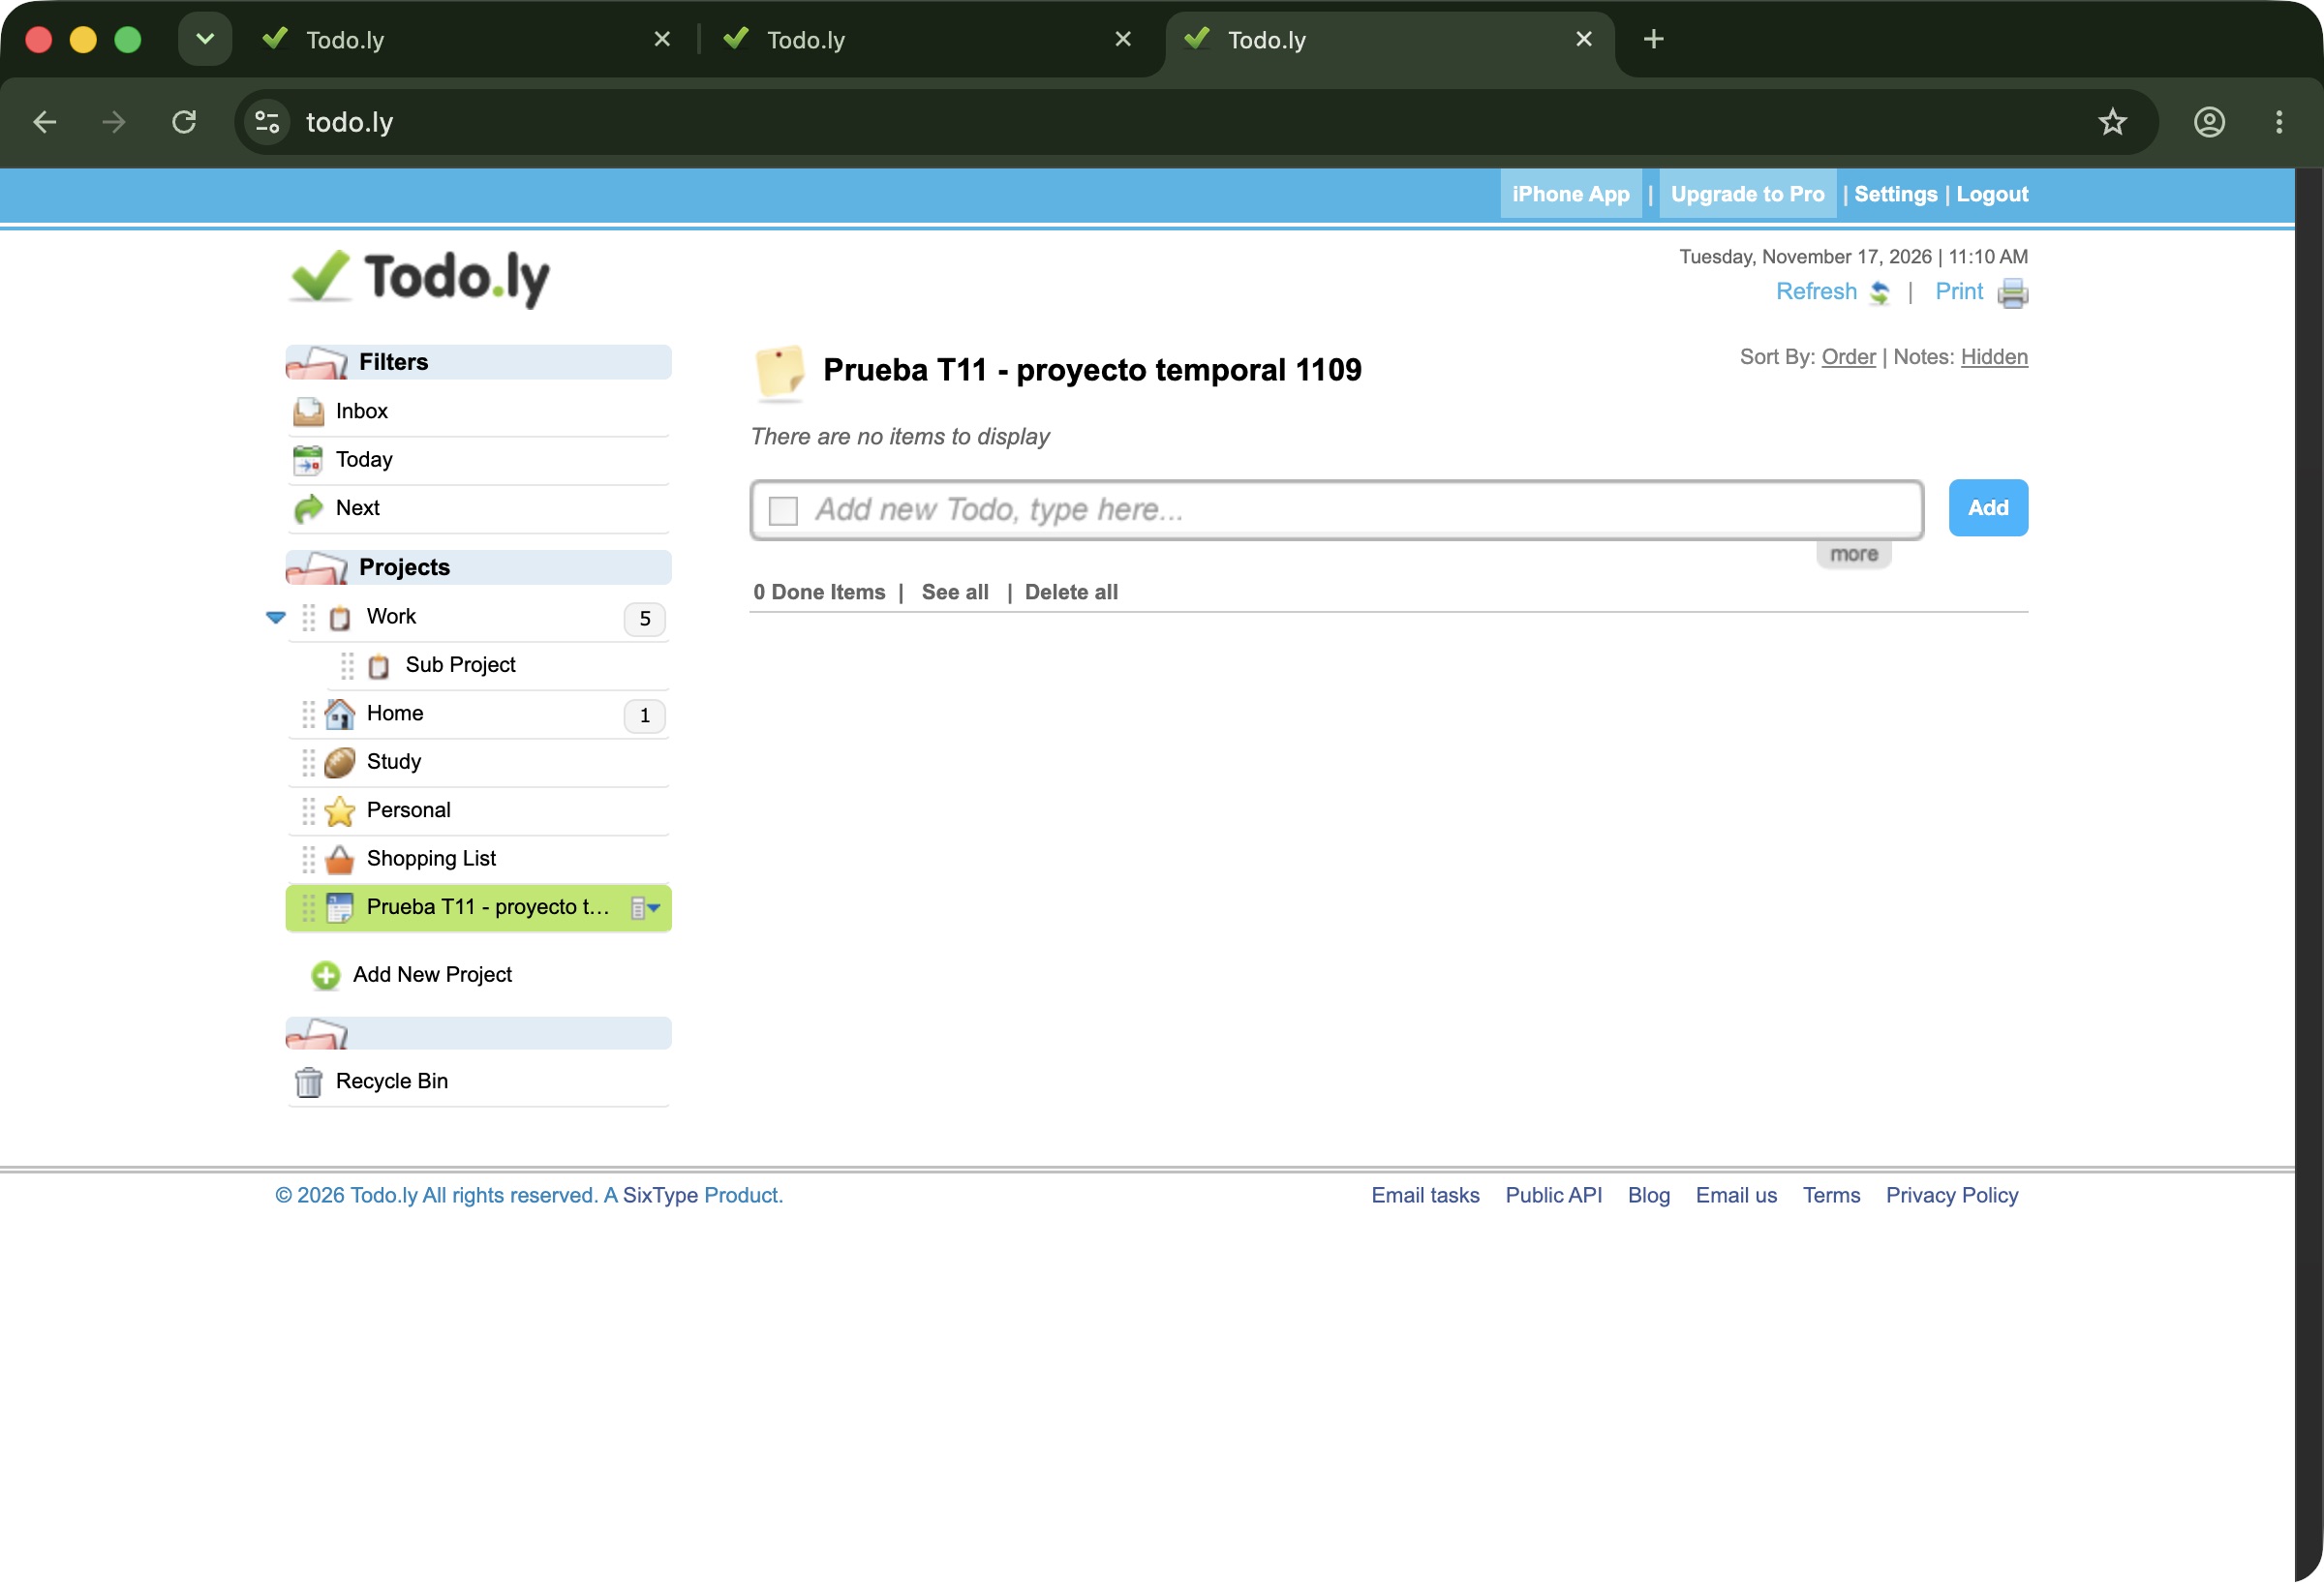 Todo.ly
Todo.ly
Todo.ly
todo.ly
iPhone App | Upgrade to Pro | Settings | Logout
Todo.ly
Tuesday, November 17, 2026 | 11:10 AM
Refresh | Print
Filters
Inbox
Today
Next
Projects
Work 5
Sub Project
Home 1
Study
Personal
Shopping List
Prueba T11 - proyecto t...
Add New Project
Recycle Bin
Prueba T11 - proyecto temporal 1109
Sort By: Order | Notes: Hidden
There are no items to display
Add new Todo, type here...
Add
more
0 Done Items | See all | Delete all
© 2026 Todo.ly All rights reserved. A SixType Product.
Email tasks Public API Blog Email us Terms Privacy Policy